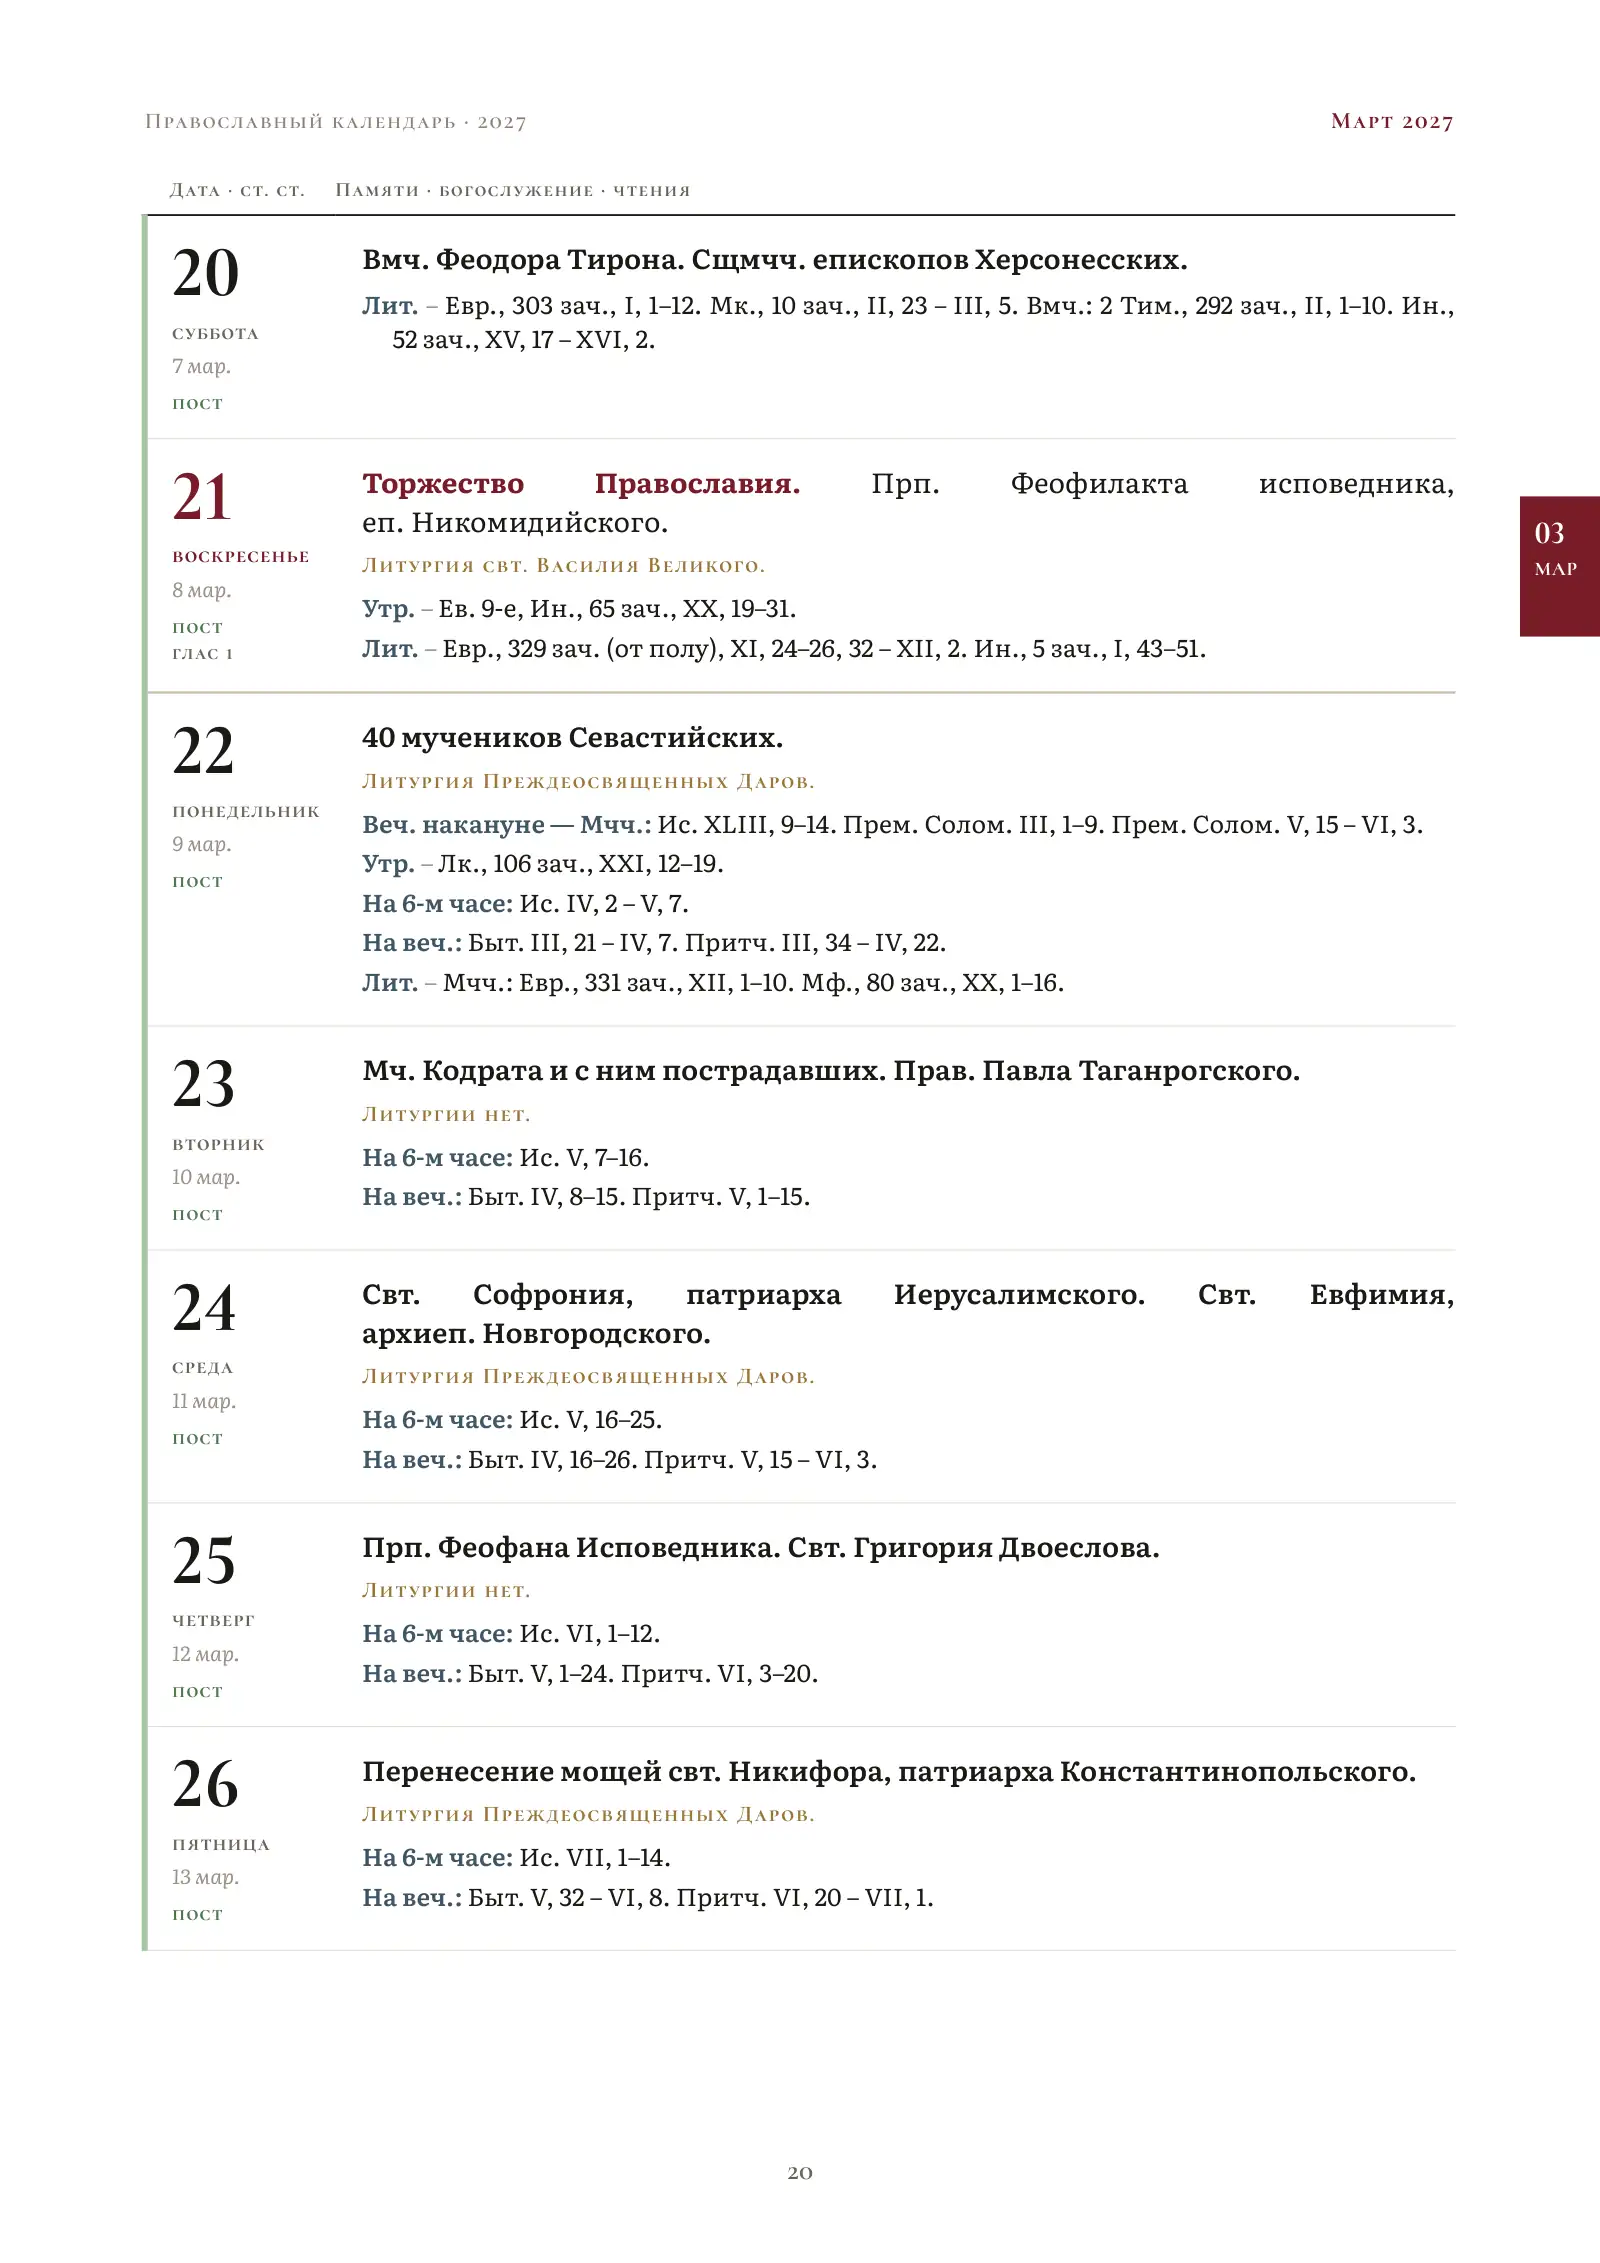 Православный календарь · 2027
Март 2027
Дата · ст. ст. Памяти · богослужение · чтения
20
суббота
7 мар.
пост
Вмч. Феодора Тирона. Сщмчч. епископов Херсонесских.
Лит. – Евр., 303 зач., I, 1–12. Мк., 10 зач., II, 23 – III, 5. Вмч.: 2 Тим., 292 зач., II, 1–10. Ин.,
52 зач., XV, 17 – XVI, 2.
21
воскресенье
8 мар.
пост
глас 1
Торжество Православия. Прп. Феофилакта исповедника,
еп. Никомидийского.
Литургия свт. Василия Великого.
Утр. – Ев. 9-е, Ин., 65 зач., XX, 19–31.
Лит. – Евр., 329 зач. (от полу), XI, 24–26, 32 – XII, 2. Ин., 5 зач., I, 43–51.
03
мар
22
понедельник
9 мар.
пост
40 мучеников Севастийских.
Литургия Преждеосвященных Даров.
Веч. накануне — Мчч.: Ис. XLIII, 9–14. Прем. Солом. III, 1–9. Прем. Солом. V, 15 – VI, 3.
Утр. – Лк., 106 зач., XXI, 12–19.
На 6-м часе: Ис. IV, 2 – V, 7.
На веч.: Быт. III, 21 – IV, 7. Притч. III, 34 – IV, 22.
Лит. – Мчч.: Евр., 331 зач., XII, 1–10. Мф., 80 зач., XX, 1–16.
23
вторник
10 мар.
пост
Мч. Кодрата и с ним пострадавших. Прав. Павла Таганрогского.
Литургии нет.
На 6-м часе: Ис. V, 7–16.
На веч.: Быт. IV, 8–15. Притч. V, 1–15.
24
среда
11 мар.
пост
Свт. Софрония, патриарха Иерусалимского. Свт. Евфимия,
архиеп. Новгородского.
Литургия Преждеосвященных Даров.
На 6-м часе: Ис. V, 16–25.
На веч.: Быт. IV, 16–26. Притч. V, 15 – VI, 3.
25
четверг
12 мар.
пост
Прп. Феофана Исповедника. Свт. Григория Двоеслова.
Литургии нет.
На 6-м часе: Ис. VI, 1–12.
На веч.: Быт. V, 1–24. Притч. VI, 3–20.
26
пятница
13 мар.
пост
Перенесение мощей свт. Никифора, патриарха Константинопольского.
Литургия Преждеосвященных Даров.
На 6-м часе: Ис. VII, 1–14.
На веч.: Быт. V, 32 – VI, 8. Притч. VI, 20 – VII, 1.
20